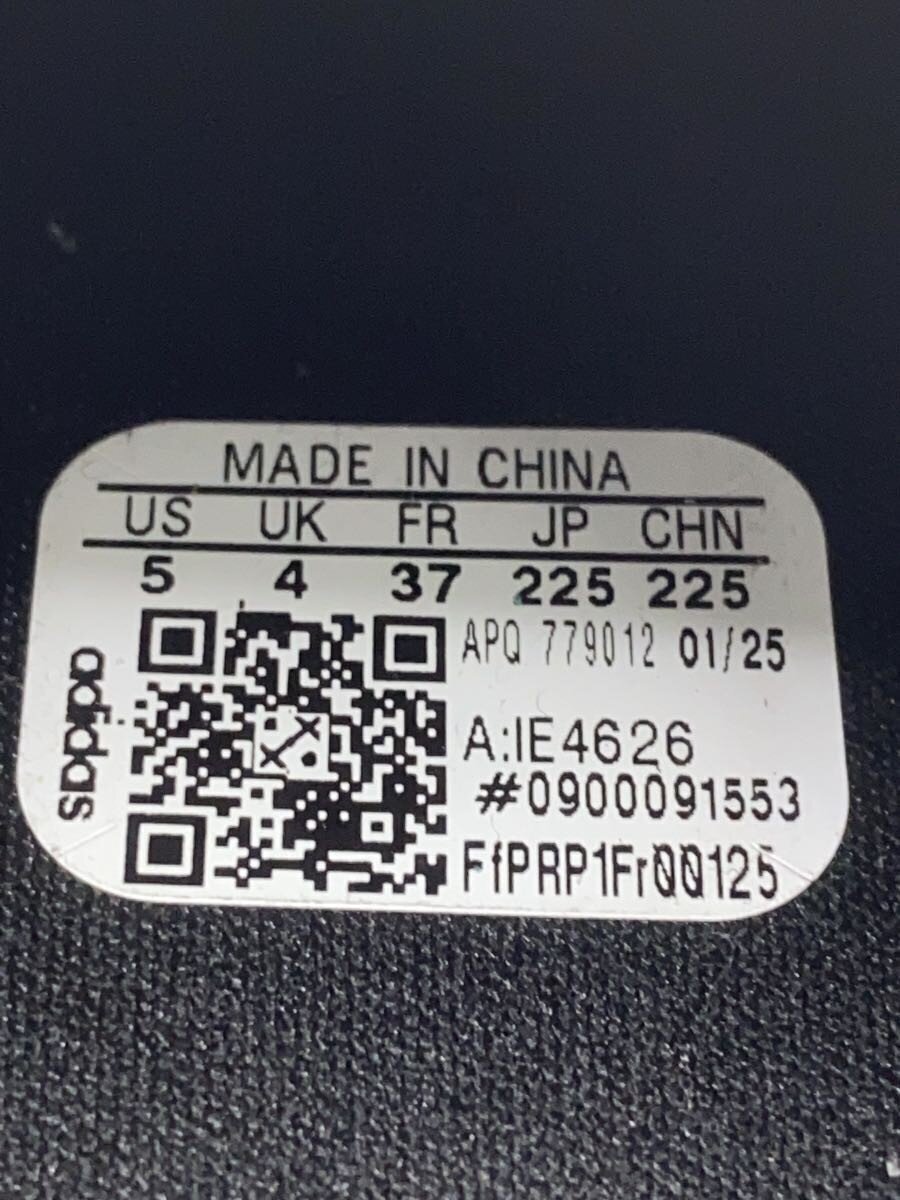 MADE IN CHINA
US UK FR JP CHN
5 4 37 225 225
adidas
APQ 779012 01/25
A:IE4626
#0900091553
FfPRP1Fr00125